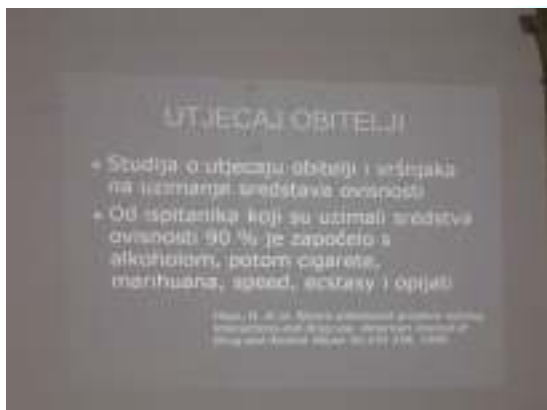 UTJECAJ OBITELJI
• Studija o utjecaju obitelji i vršnjaka
na uzimanje sredstava ovisnosti
• Od ispitanika koji su uzimali sredstva
ovisnosti 90 % je započelo s
alkoholom, potom cigarete,
marihuana, speed, ecstasy i opijati